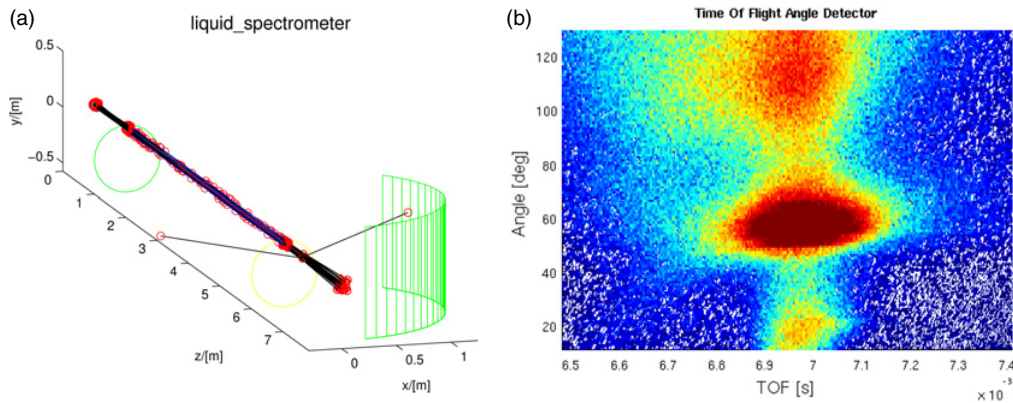 (a)
liquid_spectrometer
y/[m]
0.5
0
−0.5
0
1
2
3
4
5
6
7
z/[m]
0
0.5
1
x/[m]
(b)
Time Of Flight Angle Detector
Angle [deg]
120
100
80
60
40
20
6.5 6.6 6.7 6.8 6.9 7 7.1 7.2 7.3 7.4
TOF [s]